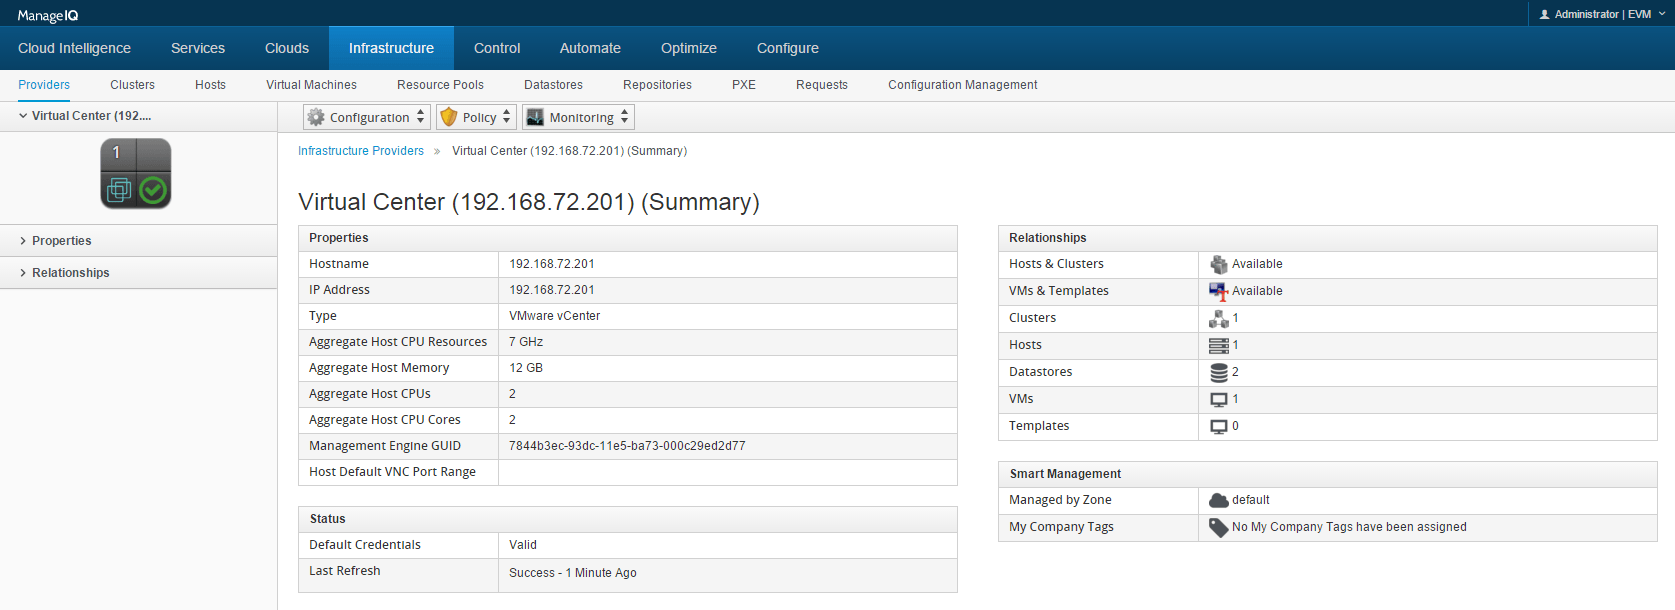 ManageIQ
Administrator | EVM
Cloud Intelligence Services Clouds Infrastructure Control Automate Optimize Configure
Providers Clusters Hosts Virtual Machines Resource Pools Datastores Repositories PXE Requests Configuration Management
Virtual Center (192....
Configuration Policy Monitoring
1
Properties
Relationships
Infrastructure Providers » Virtual Center (192.168.72.201) (Summary)
Virtual Center (192.168.72.201) (Summary)
Properties
Hostname 192.168.72.201
IP Address 192.168.72.201
Type VMware vCenter
Aggregate Host CPU Resources 7 GHz
Aggregate Host Memory 12 GB
Aggregate Host CPUs 2
Aggregate Host CPU Cores 2
Management Engine GUID 7844b3ec-93dc-11e5-ba73-000c29ed2d77
Host Default VNC Port Range
Status
Default Credentials Valid
Last Refresh Success - 1 Minute Ago
Relationships
Hosts & Clusters Available
VMs & Templates Available
Clusters 1
Hosts 1
Datastores 2
VMs 1
Templates 0
Smart Management
Managed by Zone default
My Company Tags No My Company Tags have been assigned